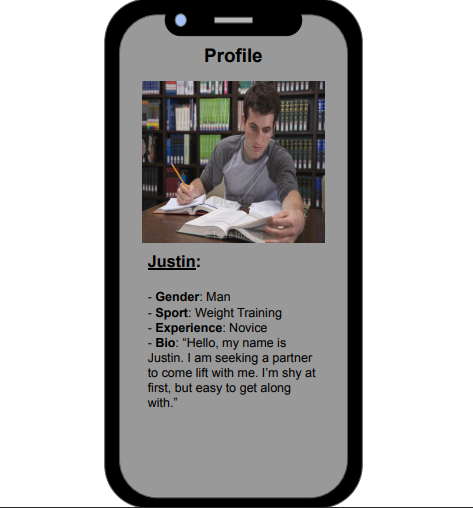 Profile
Justin:
- Gender: Man
- Sport: Weight Training
- Experience: Novice
- Bio: “Hello, my name is
Justin. I am seeking a partner
to come lift with me. I’m shy at
first, but easy to get along
with.”